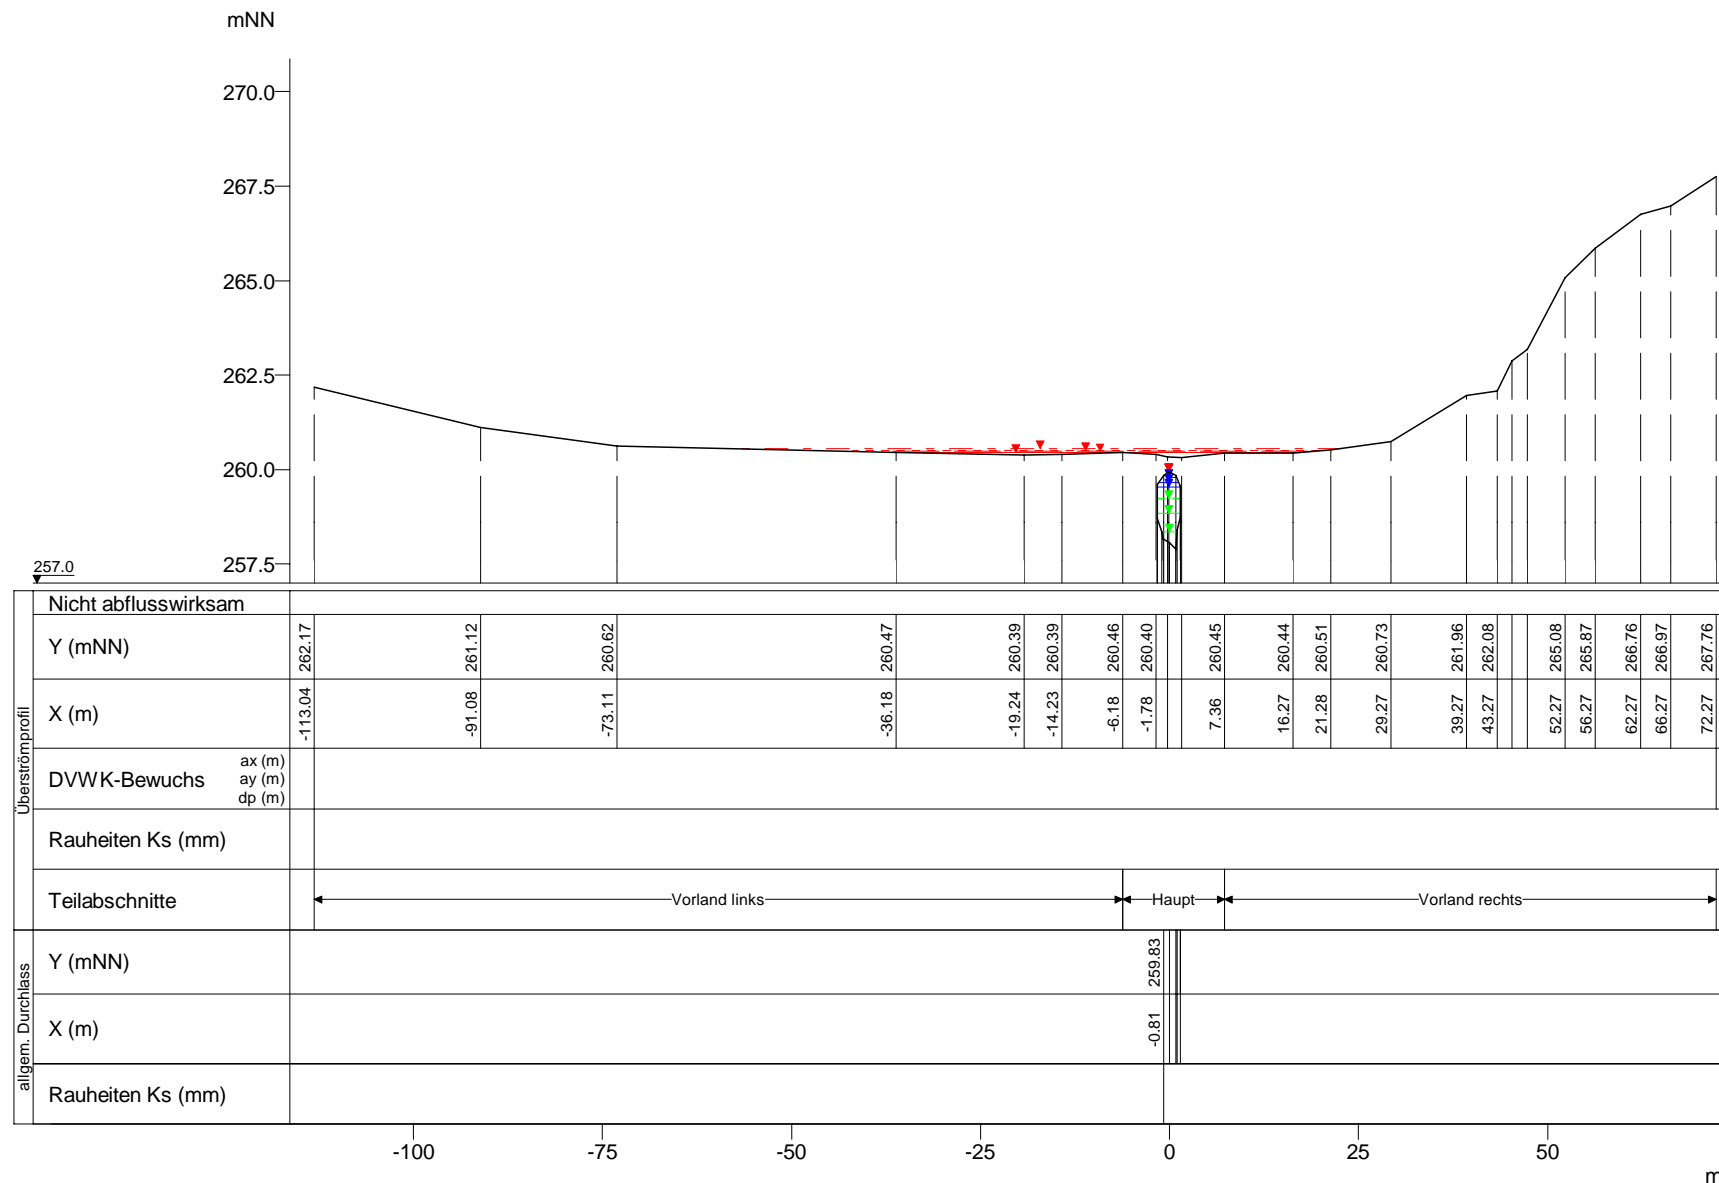 mNN
270.0
267.5
265.0
262.5
260.0
257.5
257.0
Nicht abflusswirksam
Überströmprofil
Y (mNN)
262.17 261.12 260.62 260.47 260.39 260.39 260.46 260.40 260.45 260.44 260.51 260.73 261.96 262.08 265.08 265.87 266.76 266.97 267.76
X (m)
-113.04 -91.08 -73.11 -36.18 -19.24 -14.23 -6.18 -1.78 7.36 16.27 21.28 29.27 39.27 43.27 52.27 56.27 62.27 66.27 72.27
DVWK-Bewuchs
ax (m)
ay (m)
dp (m)
Rauheiten Ks (mm)
Teilabschnitte
Vorland links Haupt Vorland rechts
allgem. Durchlass
Y (mNN)
259.83
X (m)
-0.81
Rauheiten Ks (mm)
-100 -75 -50 -25 0 25 50
m